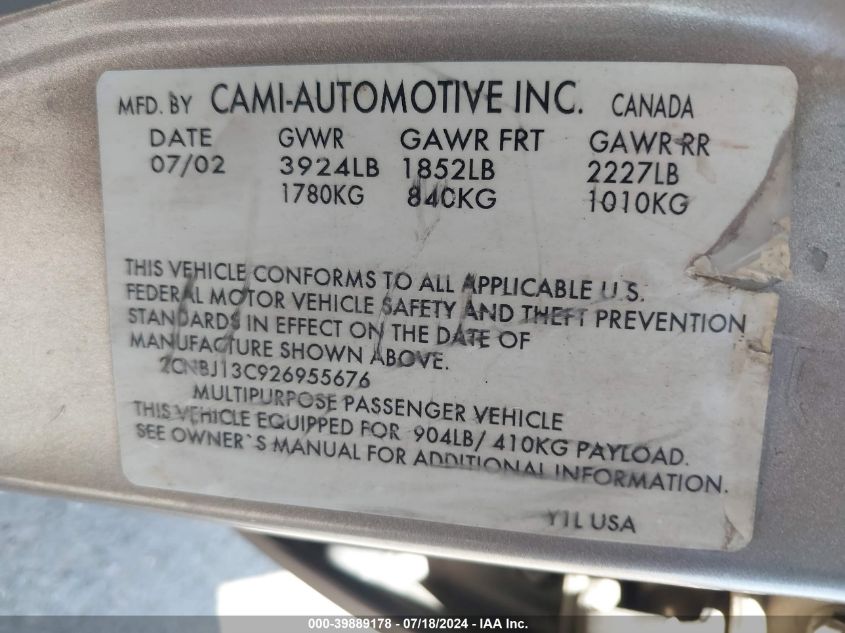 MFD. BY CAMI-AUTOMOTIVE INC. CANADA
DATE GVWR GAWR FRT GAWR RR
07/02 3924LB 1852LB 2227LB
1780KG 840KG 1010KG
THIS VEHICLE CONFORMS TO ALL APPLICABLE U.S.
FEDERAL MOTOR VEHICLE SAFETY AND THEFT PREVENTION
STANDARDS IN EFFECT ON THE DATE OF
MANUFACTURE SHOWN ABOVE.
2CNBJ13C926955676
MULTIPURPOSE PASSENGER VEHICLE
THIS VEHICLE EQUIPPED FOR 904LB/ 410KG PAYLOAD.
SEE OWNER`S MANUAL FOR ADDITIONAL INFORMATION.
Y1L USA
000-39889178 - 07/18/2024 - IAA Inc.